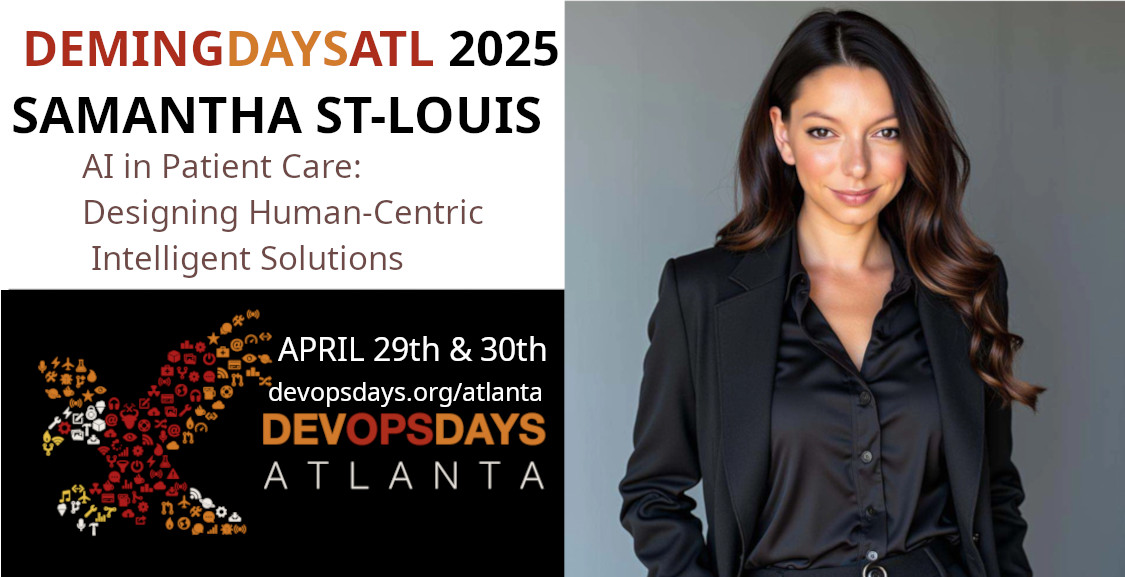 DEMINGDAYSATL 2025
SAMANTHA ST-LOUIS
AI in Patient Care:
Designing Human-Centric
Intelligent Solutions
APRIL 29th & 30th
devopsdays.org/atlanta
DEVOPSDAYS
ATLANTA